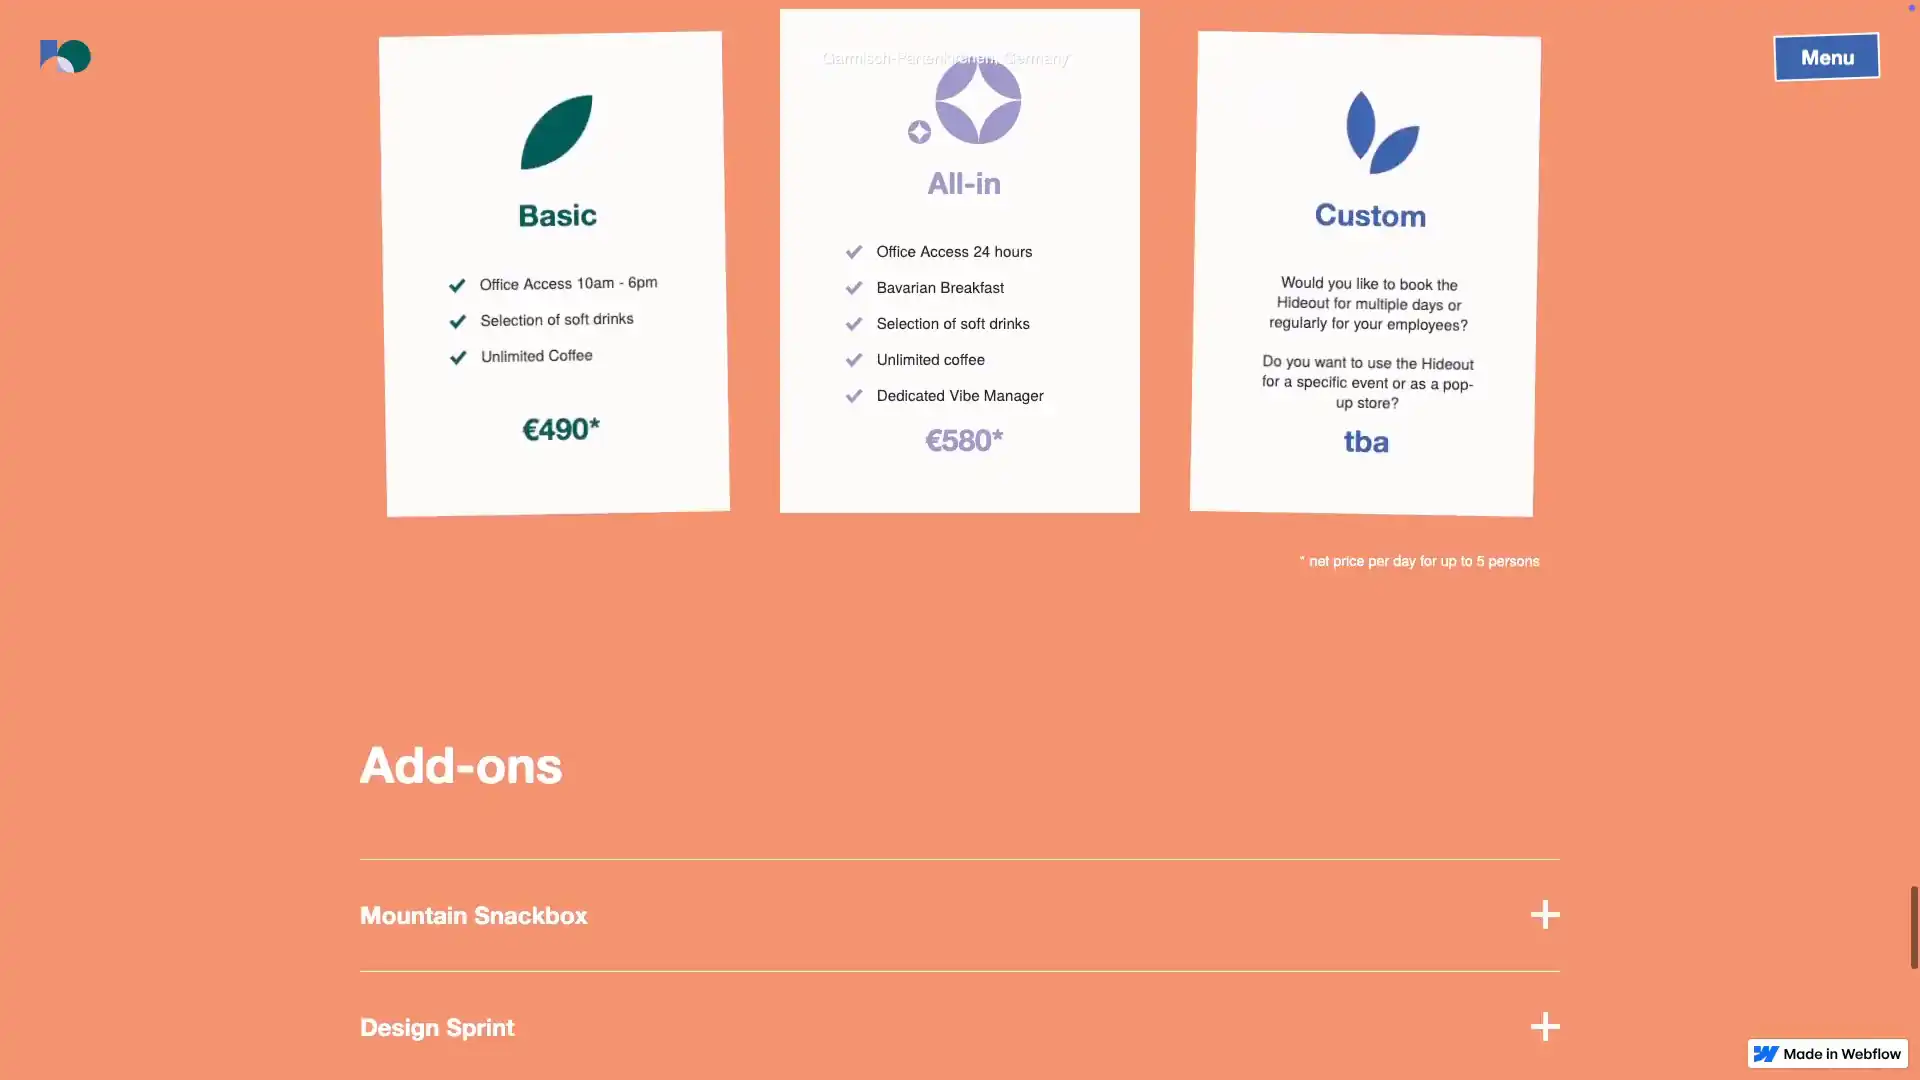 Menu
Garmisch-Partenkirchen, Germany
Basic
Office Access 10am - 6pm
Selection of soft drinks
Unlimited Coffee
€490*
All-in
Office Access 24 hours
Bavarian Breakfast
Selection of soft drinks
Unlimited coffee
Dedicated Vibe Manager
€580*
Custom
Would you like to book the
Hideout for multiple days or
regularly for your employees?
Do you want to use the Hideout
for a specific event or as a pop-
up store?
tba
* net price per day for up to 5 persons
Add-ons
Mountain Snackbox
Design Sprint
Made in Webflow